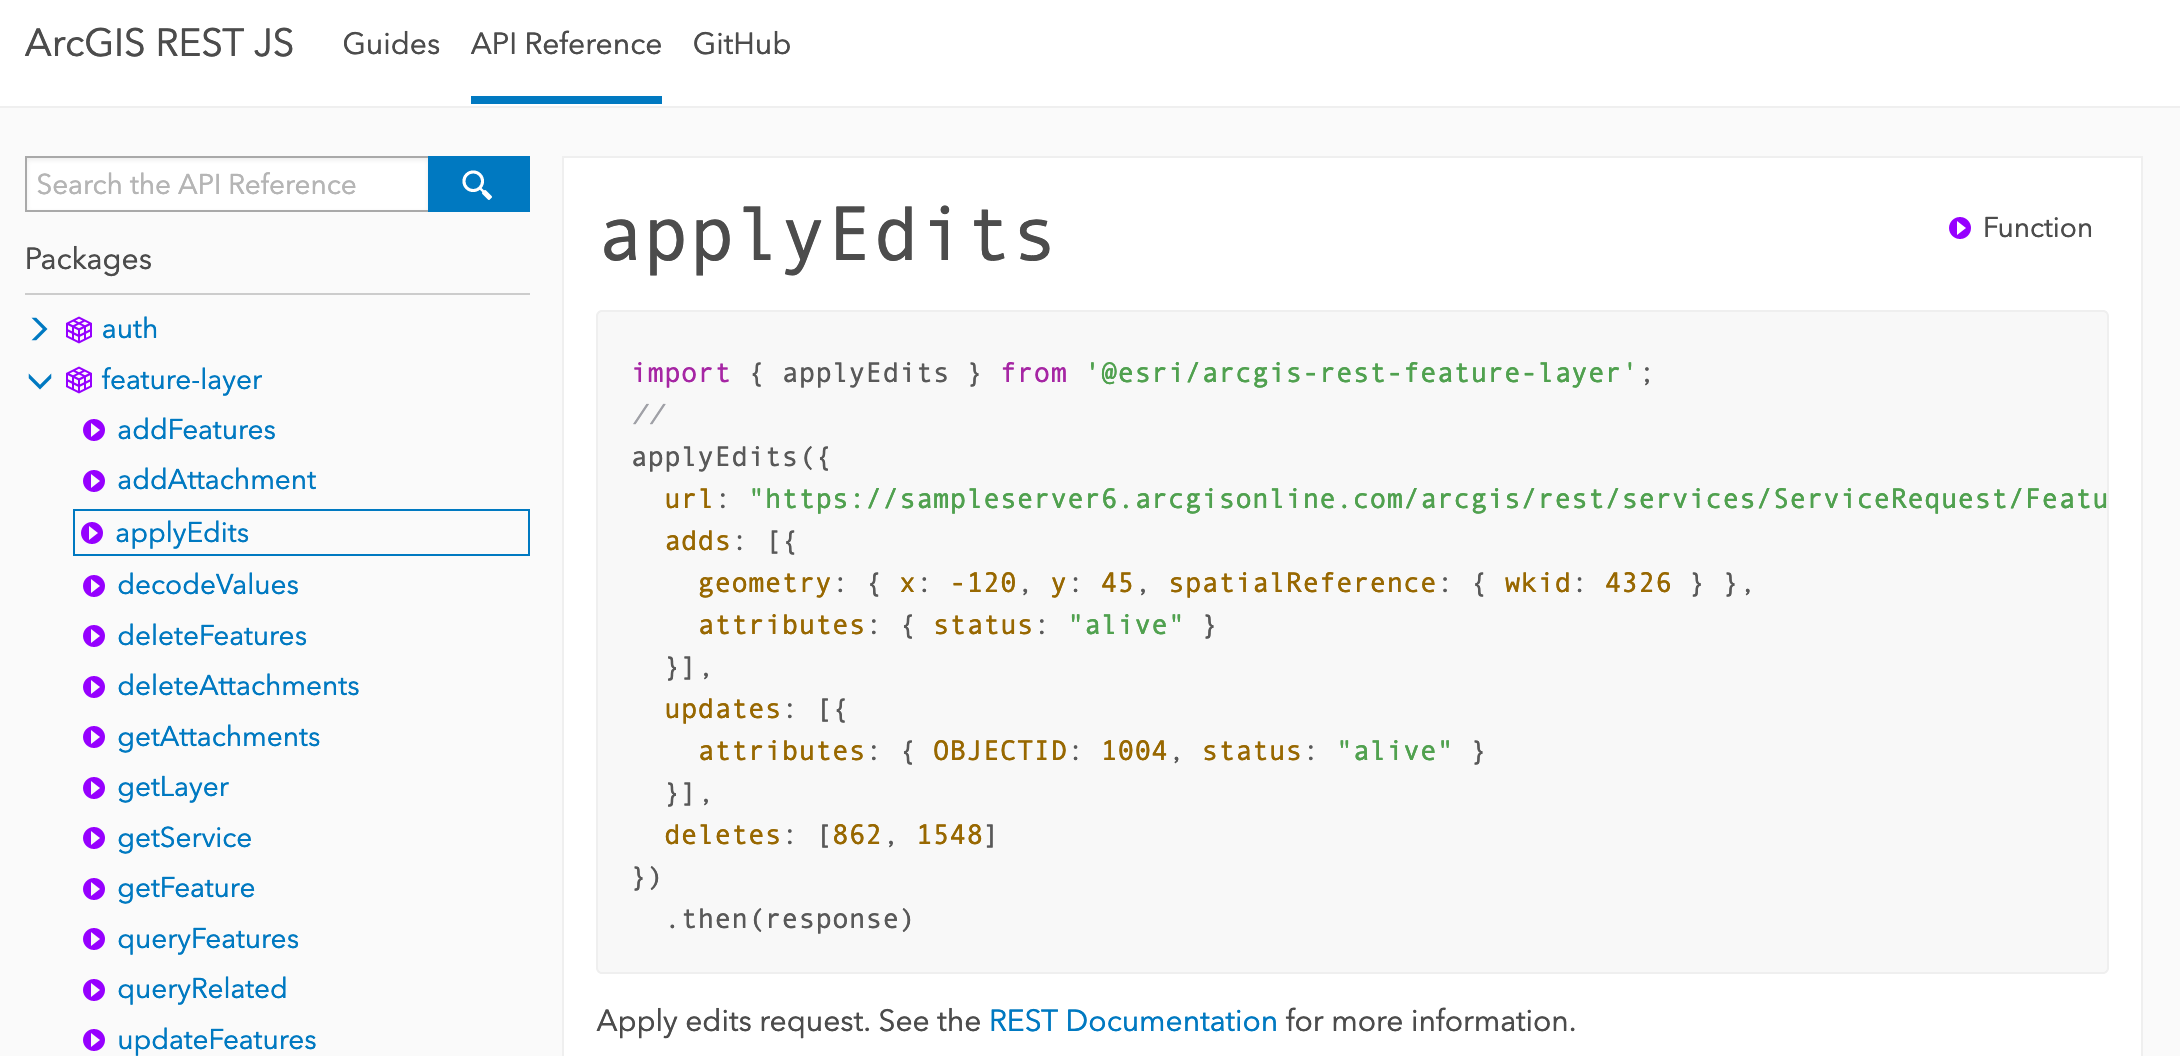 ArcGIS REST JS Guides API Reference GitHub
Search the API Reference
Packages
auth
feature-layer
addFeatures
addAttachment
applyEdits
decodeValues
deleteFeatures
deleteAttachments
getAttachments
getLayer
getService
getFeature
queryFeatures
queryRelated
updateFeatures
applyEdits
Function
import { applyEdits } from '@esri/arcgis-rest-feature-layer';
//
applyEdits({
  url: "https://sampleserver6.arcgisonline.com/arcgis/rest/services/ServiceRequest/Featu
  adds: [{
    geometry: { x: -120, y: 45, spatialReference: { wkid: 4326 } },
    attributes: { status: "alive" }
  }],
  updates: [{
    attributes: { OBJECTID: 1004, status: "alive" }
  }],
  deletes: [862, 1548]
})
  .then(response)
Apply edits request. See the REST Documentation for more information.